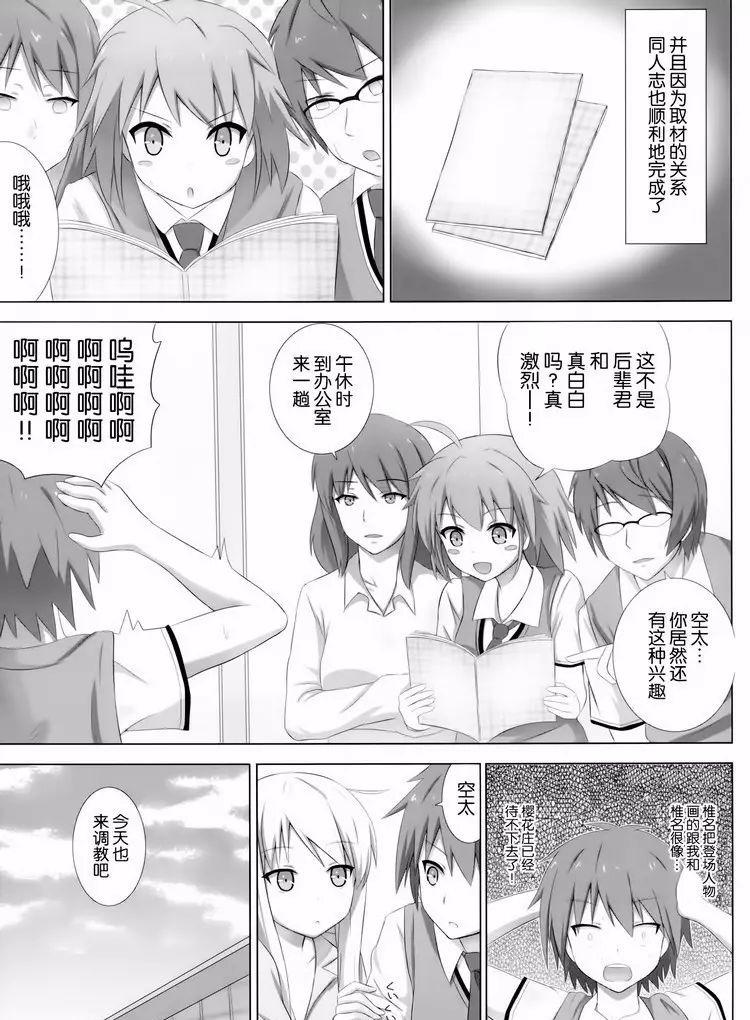 并且因为取材的关系
同人志也顺利地完成了
哦哦哦……!
这不是
后辈君
和
真白白
吗?真
激烈ー!
午休时
到办公室
来一趟
呜哇啊啊
啊啊啊啊
啊啊啊啊
啊啊啊!!
空太…
你居然还
有这种兴趣
椎名把登场人物
画的跟我和
椎名很像…
樱花庄已经
待不下去了!
空太
今天也
来调教吧